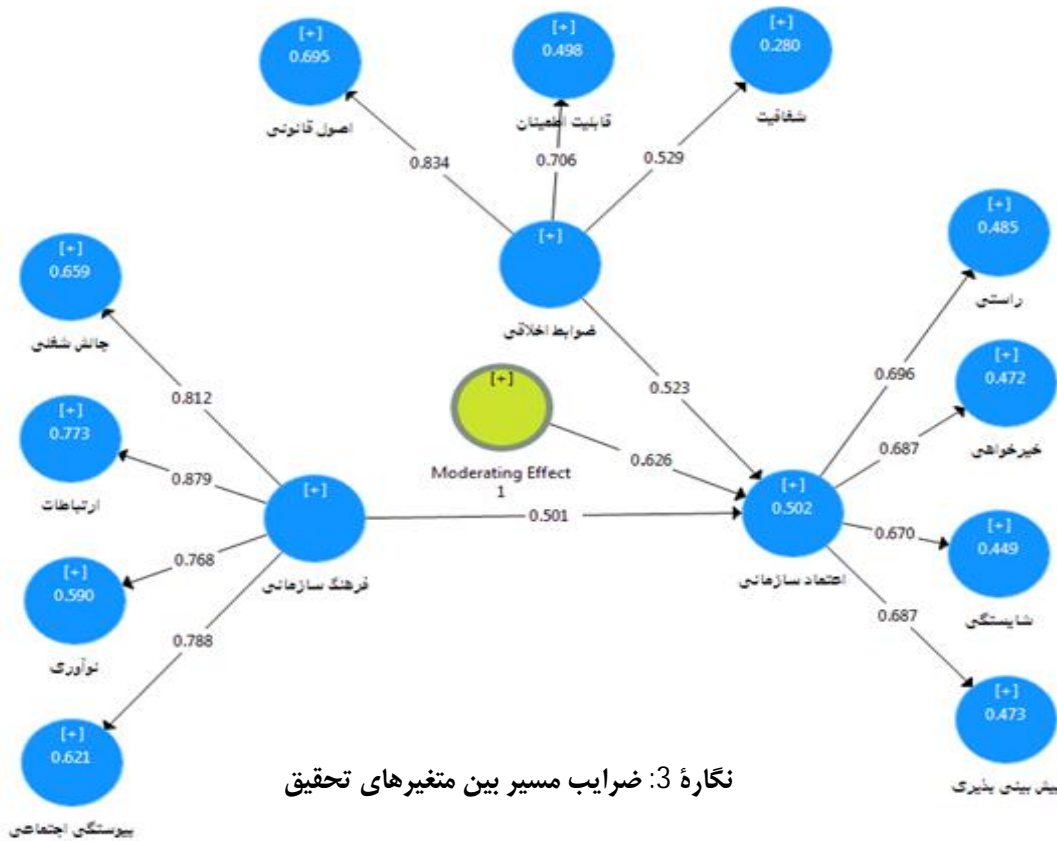 [+]
0.695
اصول قانونی
[+]
0.498
قابلیت اطمینان
[+]
0.280
شفافیت
0.834
0.706
0.529
[+]
ضوابط اخلاقی
[+]
0.659
چالش شغلی
[+]
0.773
ارتباطات
[+]
0.590
نوآوری
[+]
0.621
پیوستگی اجتماعی
0.812
0.879
0.768
0.788
[+]
فرهنگ سازمانی
[+]
Moderating Effect
1
0.523
0.626
0.501
[+]
0.502
اعتماد سازمانی
0.696
0.687
0.670
0.687
[+]
0.485
راستی
[+]
0.472
خیرخواهی
[+]
0.449
شایستگی
[+]
0.473
پیش بینی پذیری
نگارهٔ 3: ضرایب مسیر بین متغیرهای تحقیق